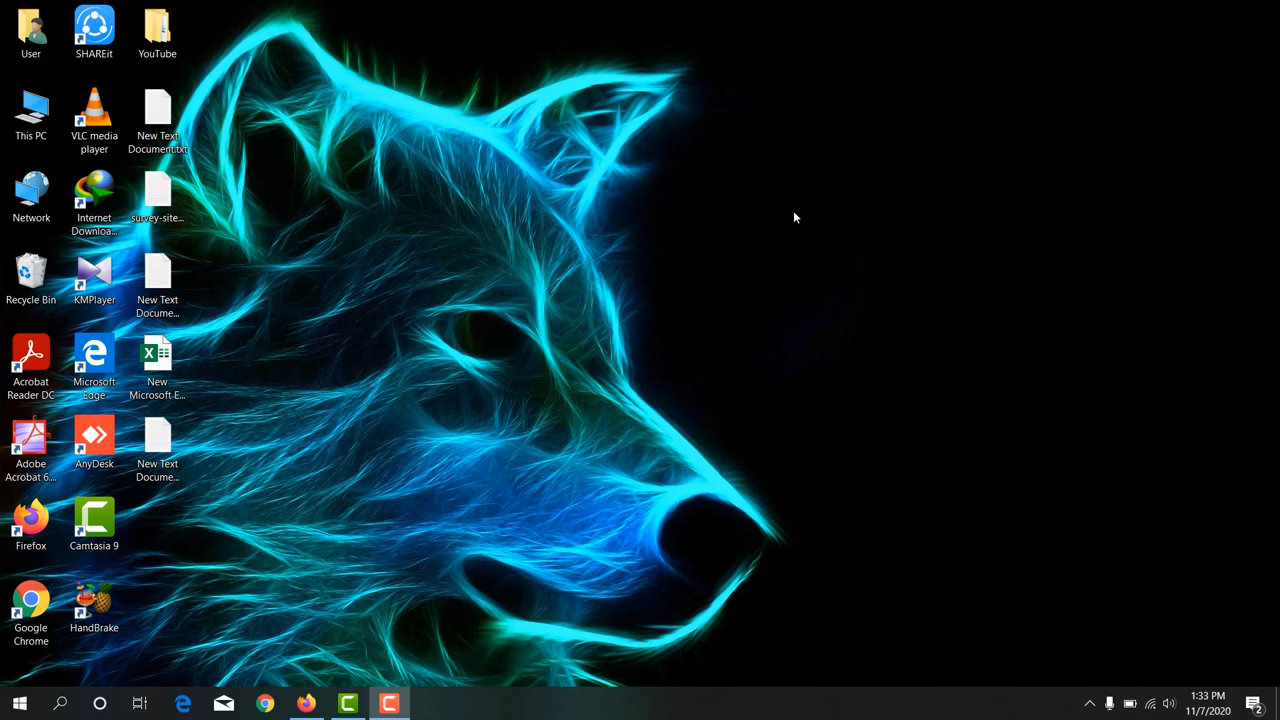 User
SHAREit
YouTube
This PC
VLC media
player
New Text
Document.txt
Network
Internet
Downloa...
survey-site...
Recycle Bin
KMPlayer
New Text
Docume...
Acrobat
Reader DC
Microsoft
Edge
New
Microsoft E...
Adobe
Acrobat 6....
AnyDesk
New Text
Docume...
Firefox
Camtasia 9
Google
Chrome
HandBrake
1:33 PM
11/7/2020
2